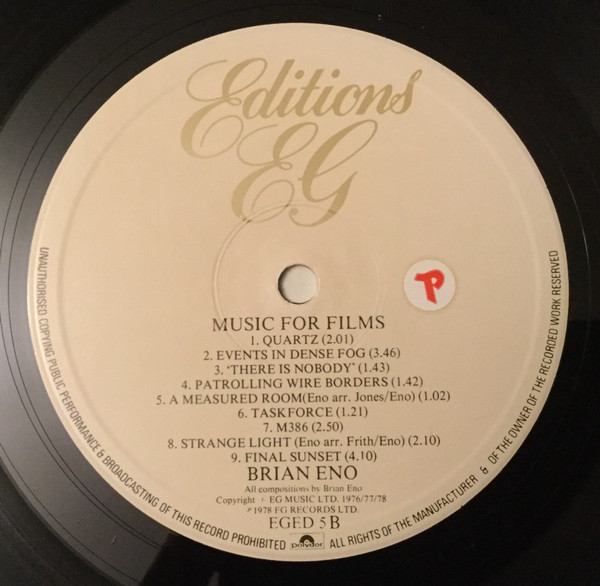 Editions
EG
P
MUSIC FOR FILMS
1. QUARTZ (2.01)
2. EVENTS IN DENSE FOG (3.46)
3. ‘THERE IS NOBODY’ (1.43)
4. PATROLLING WIRE BORDERS (1.42)
5. A MEASURED ROOM(Eno arr. Jones/Eno) (1.02)
6. TASKFORCE (1.21)
7. M386 (2.50)
8. STRANGE LIGHT (Eno arr. Frith/Eno) (2.10)
9. FINAL SUNSET (4.10)
BRIAN ENO
All compositions by Brian Eno
Copyright EG MUSIC LTD. 1976/77/78
℗ 1978 EG RECORDS LTD.
EGED 5 B
polydor
UNAUTHORISED COPYING PUBLIC PERFORMANCE & BROADCASTING OF THIS RECORD PROHIBITED ALL RIGHTS OF THE MANUFACTURER & OF THE OWNER OF THE RECORDED WORK RESERVED